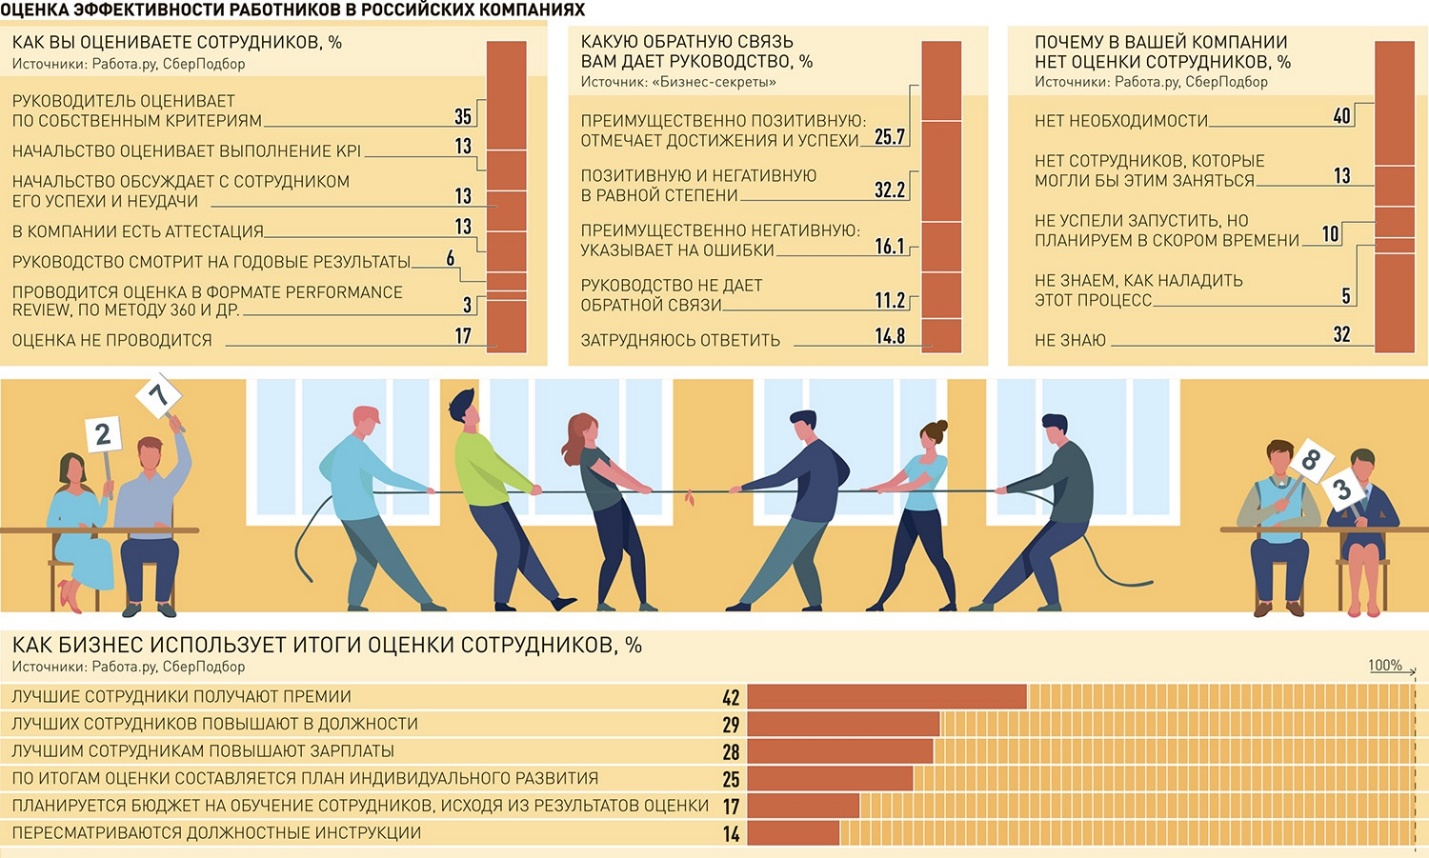 ОЦЕНКА ЭФФЕКТИВНОСТИ РАБОТНИКОВ В РОССИЙСКИХ КОМПАНИЯХ
КАК ВЫ ОЦЕНИВАЕТЕ СОТРУДНИКОВ, %
Источники: Работа.ру, СберПодбор
РУКОВОДИТЕЛЬ ОЦЕНИВАЕТ
ПО СОБСТВЕННЫМ КРИТЕРИЯМ 35
НАЧАЛЬСТВО ОЦЕНИВАЕТ ВЫПОЛНЕНИЕ KPI 13
НАЧАЛЬСТВО ОБСУЖДАЕТ С СОТРУДНИКОМ
ЕГО УСПЕХИ И НЕУДАЧИ 13
В КОМПАНИИ ЕСТЬ АТТЕСТАЦИЯ 13
РУКОВОДСТВО СМОТРИТ НА ГОДОВЫЕ РЕЗУЛЬТАТЫ 6
ПРОВОДИТСЯ ОЦЕНКА В ФОРМАТЕ PERFORMANCE
REVIEW, ПО МЕТОДУ 360 И ДР. 3
ОЦЕНКА НЕ ПРОВОДИТСЯ 17
КАКУЮ ОБРАТНУЮ СВЯЗЬ
ВАМ ДАЕТ РУКОВОДСТВО, %
Источник: «Бизнес-секреты»
ПРЕИМУЩЕСТВЕННО ПОЗИТИВНУЮ:
ОТМЕЧАЕТ ДОСТИЖЕНИЯ И УСПЕХИ 25.7
ПОЗИТИВНУЮ И НЕГАТИВНУЮ
В РАВНОЙ СТЕПЕНИ 32.2
ПРЕИМУЩЕСТВЕННО НЕГАТИВНУЮ:
УКАЗЫВАЕТ НА ОШИБКИ 16.1
РУКОВОДСТВО НЕ ДАЕТ
ОБРАТНОЙ СВЯЗИ 11.2
ЗАТРУДНЯЮСЬ ОТВЕТИТЬ 14.8
ПОЧЕМУ В ВАШЕЙ КОМПАНИИ
НЕТ ОЦЕНКИ СОТРУДНИКОВ, %
Источники: Работа.ру, СберПодбор
НЕТ НЕОБХОДИМОСТИ 40
НЕТ СОТРУДНИКОВ, КОТОРЫЕ
МОГЛИ БЫ ЭТИМ ЗАНЯТЬСЯ 13
НЕ УСПЕЛИ ЗАПУСТИТЬ, НО
ПЛАНИРУЕМ В СКОРОМ ВРЕМЕНИ 10
НЕ ЗНАЕМ, КАК НАЛАДИТЬ
ЭТОТ ПРОЦЕСС 5
НЕ ЗНАЮ 32
2
7
8
3
КАК БИЗНЕС ИСПОЛЬЗУЕТ ИТОГИ ОЦЕНКИ СОТРУДНИКОВ, %
Источники: Работа.ру, СберПодбор
100%
ЛУЧШИЕ СОТРУДНИКИ ПОЛУЧАЮТ ПРЕМИИ 42
ЛУЧШИХ СОТРУДНИКОВ ПОВЫШАЮТ В ДОЛЖНОСТИ 29
ЛУЧШИМ СОТРУДНИКАМ ПОВЫШАЮТ ЗАРПЛАТЫ 28
ПО ИТОГАМ ОЦЕНКИ СОСТАВЛЯЕТСЯ ПЛАН ИНДИВИДУАЛЬНОГО РАЗВИТИЯ 25
ПЛАНИРУЕТСЯ БЮДЖЕТ НА ОБУЧЕНИЕ СОТРУДНИКОВ, ИСХОДЯ ИЗ РЕЗУЛЬТАТОВ ОЦЕНКИ 17
ПЕРЕСМАТРИВАЮТСЯ ДОЛЖНОСТНЫЕ ИНСТРУКЦИИ 14